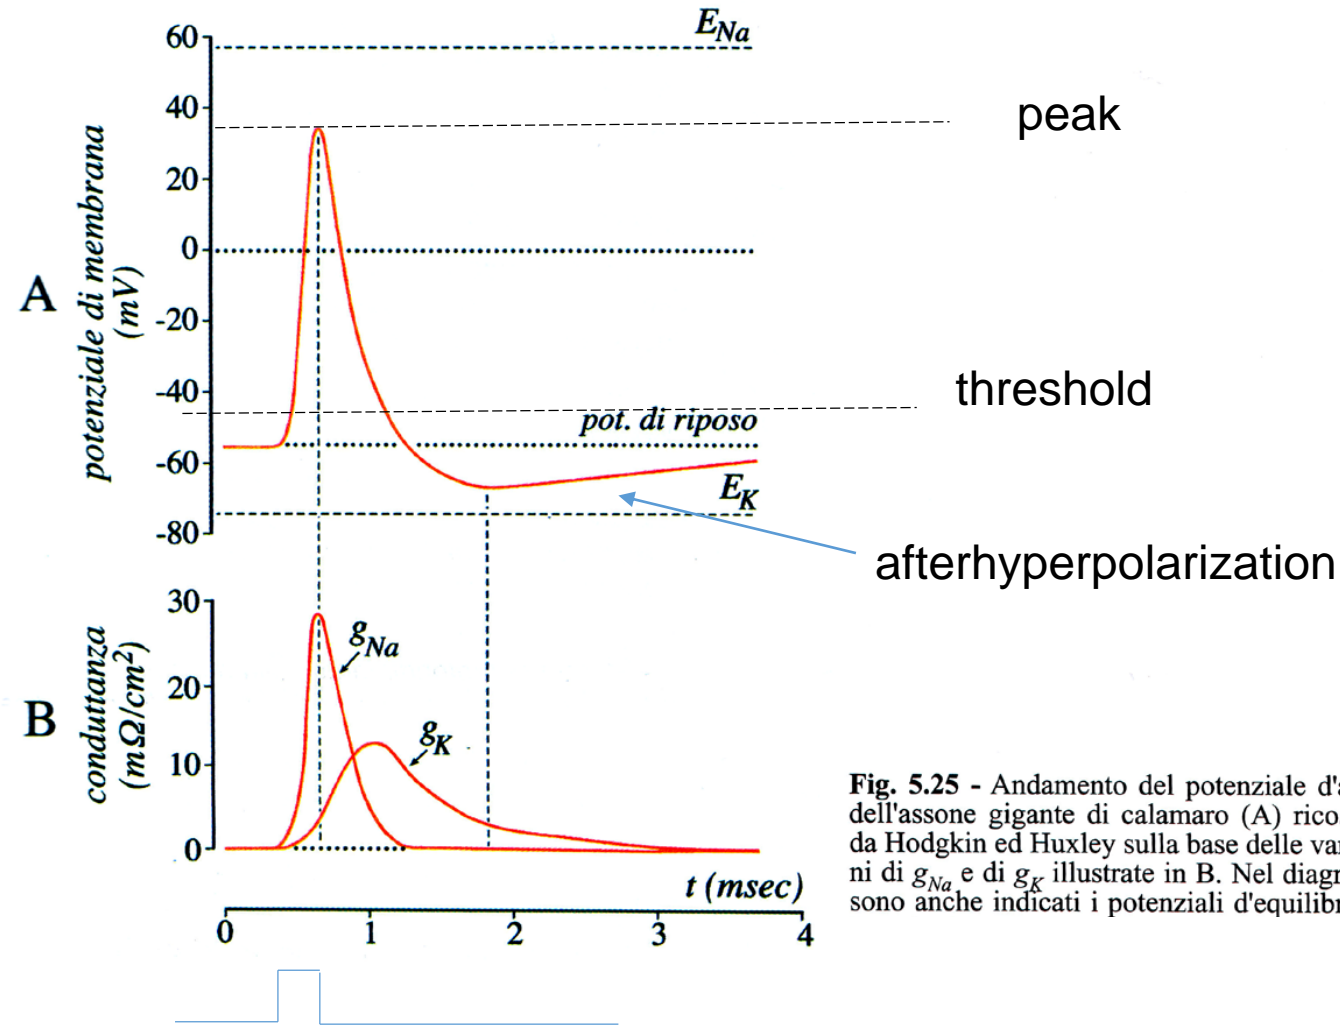 E_Na
60
40
20
0
-20
-40
-60
-80
A
potenziale di membrana
(mV)
peak
threshold
pot. di riposo
E_K
afterhyperpolarization
B
conduttanza
(mΩ/cm²)
30
20
10
0
g_Na
g_K
t (msec)
0 1 2 3 4
Fig. 5.25 - Andamento del potenziale d'a
dell'assone gigante di calamaro (A) rico
da Hodgkin ed Huxley sulla base delle var
ni di g_Na e di g_K illustrate in B. Nel diagr
sono anche indicati i potenziali d'equilibr